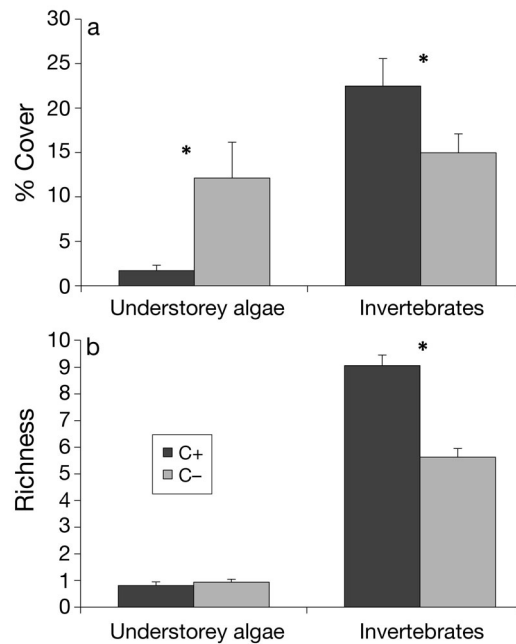 a
30
25
20
15
10
5
0
% Cover
*
*
Understorey algae
Invertebrates
b
10
9
8
7
6
5
4
3
2
1
0
Richness
C+
C−
*
Understorey algae
Invertebrates